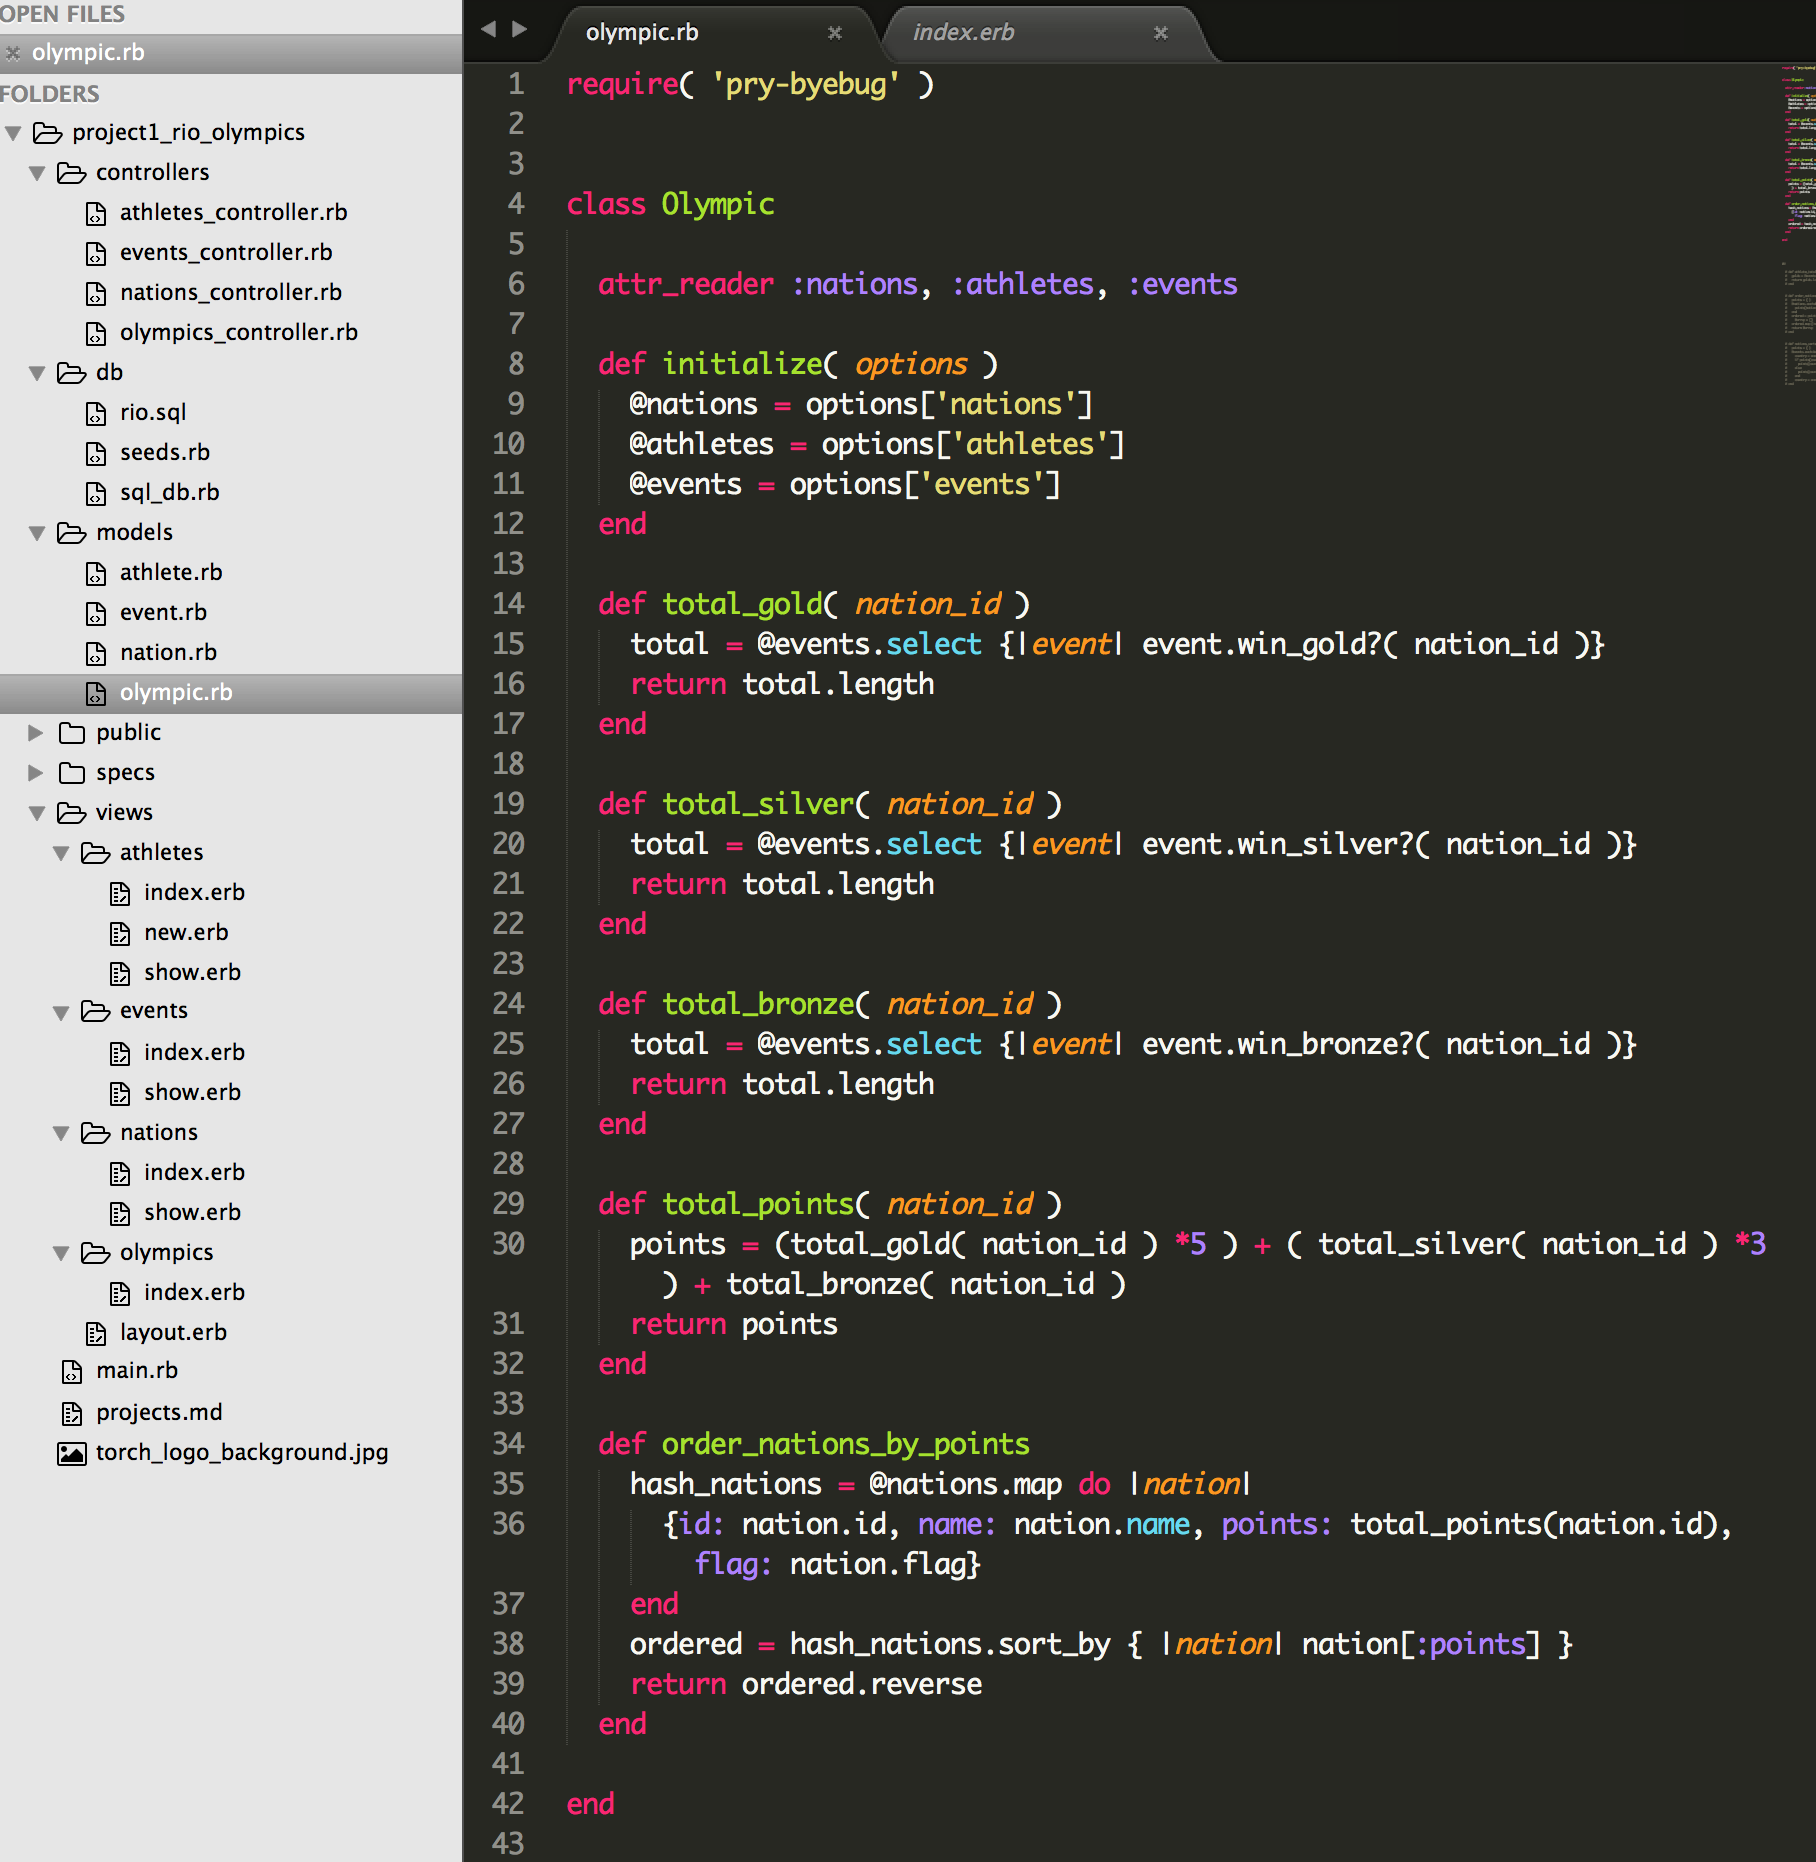 OPEN FILES
olympic.rb
FOLDERS
project1_rio_olympics
controllers
athletes_controller.rb
events_controller.rb
nations_controller.rb
olympics_controller.rb
db
rio.sql
seeds.rb
sql_db.rb
models
athlete.rb
event.rb
nation.rb
olympic.rb
public
specs
views
athletes
index.erb
new.erb
show.erb
events
index.erb
show.erb
nations
index.erb
show.erb
olympics
index.erb
layout.erb
main.rb
projects.md
torch_logo_background.jpg
olympic.rb
index.erb
1 require( 'pry-byebug' )
2
3
4 class Olympic
5
6   attr_reader :nations, :athletes, :events
7
8   def initialize( options )
9     @nations = options['nations']
10     @athletes = options['athletes']
11     @events = options['events']
12   end
13
14   def total_gold( nation_id )
15     total = @events.select {|event| event.win_gold?( nation_id )}
16     return total.length
17   end
18
19   def total_silver( nation_id )
20     total = @events.select {|event| event.win_silver?( nation_id )}
21     return total.length
22   end
23
24   def total_bronze( nation_id )
25     total = @events.select {|event| event.win_bronze?( nation_id )}
26     return total.length
27   end
28
29   def total_points( nation_id )
30     points = (total_gold( nation_id ) *5 ) + ( total_silver( nation_id ) *3
) + total_bronze( nation_id )
31     return points
32   end
33
34   def order_nations_by_points
35     hash_nations = @nations.map do |nation|
36       {id: nation.id, name: nation.name, points: total_points(nation.id),
flag: nation.flag}
37     end
38     ordered = hash_nations.sort_by { |nation| nation[:points] }
39     return ordered.reverse
40   end
41
42 end
43